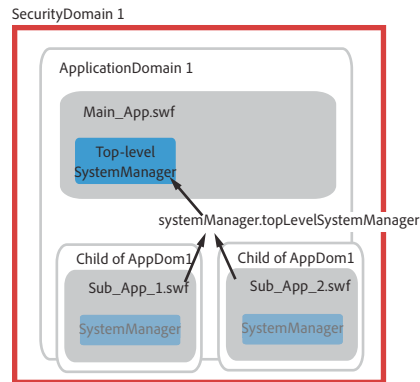 SecurityDomain 1
ApplicationDomain 1
Main_App.swf
Top-level
SystemManager
systemManager.topLevelSystemManager
Child of AppDom1
Sub_App_1.swf
SystemManager
Child of AppDom1
Sub_App_2.swf
SystemManager